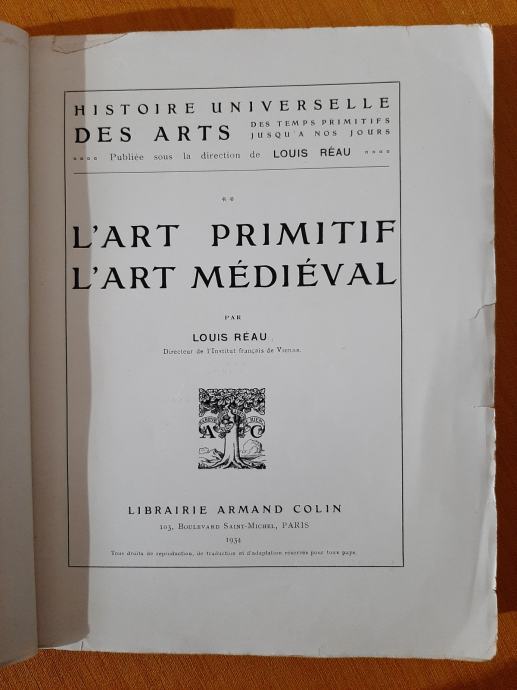 HISTOIRE UNIVERSELLE
DES ARTS DES TEMPS PRIMITIFS
JUSQU'A NOS JOURS
Publiée sous la direction de LOUIS RÉAU
**
L'ART PRIMITIF
L'ART MÉDIÉVAL
PAR
LOUIS RÉAU
Directeur de l'Institut français de Vienne.
A C
LIBRAIRIE ARMAND COLIN
103, BOULEVARD SAINT-MICHEL, PARIS
1934
Tous droits de reproduction, de traduction et d'adaptation réservés pour tous pays.